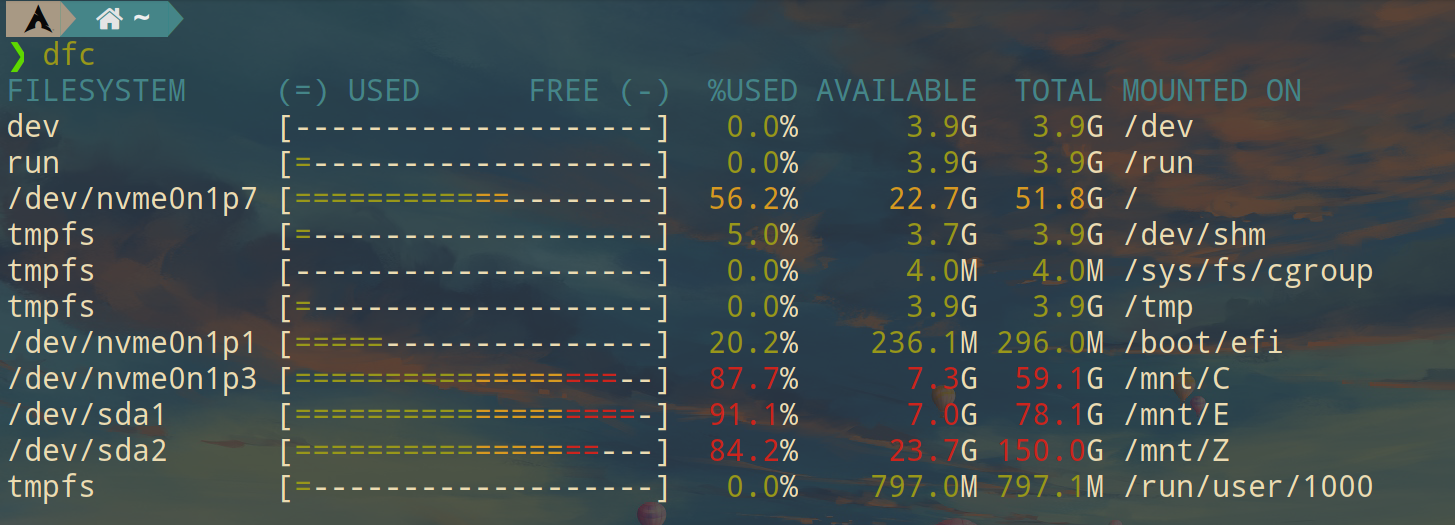 ~
❯ dfc
FILESYSTEM     (=) USED      FREE (-)  %USED AVAILABLE  TOTAL MOUNTED ON
dev            [--------------------]   0.0%      3.9G   3.9G /dev
run            [=-------------------]   0.0%      3.9G   3.9G /run
/dev/nvme0n1p7 [============--------]  56.2%     22.7G  51.8G /
tmpfs          [=-------------------]   5.0%      3.7G   3.9G /dev/shm
tmpfs          [--------------------]   0.0%      4.0M   4.0M /sys/fs/cgroup
tmpfs          [=-------------------]   0.0%      3.9G   3.9G /tmp
/dev/nvme0n1p1 [=====---------------]  20.2%    236.1M 296.0M /boot/efi
/dev/nvme0n1p3 [==================--]  87.7%      7.3G  59.1G /mnt/C
/dev/sda1      [===================-]  91.1%      7.0G  78.1G /mnt/E
/dev/sda2      [=================---]  84.2%     23.7G 150.0G /mnt/Z
tmpfs          [=-------------------]   0.0%    797.0M 797.1M /run/user/1000